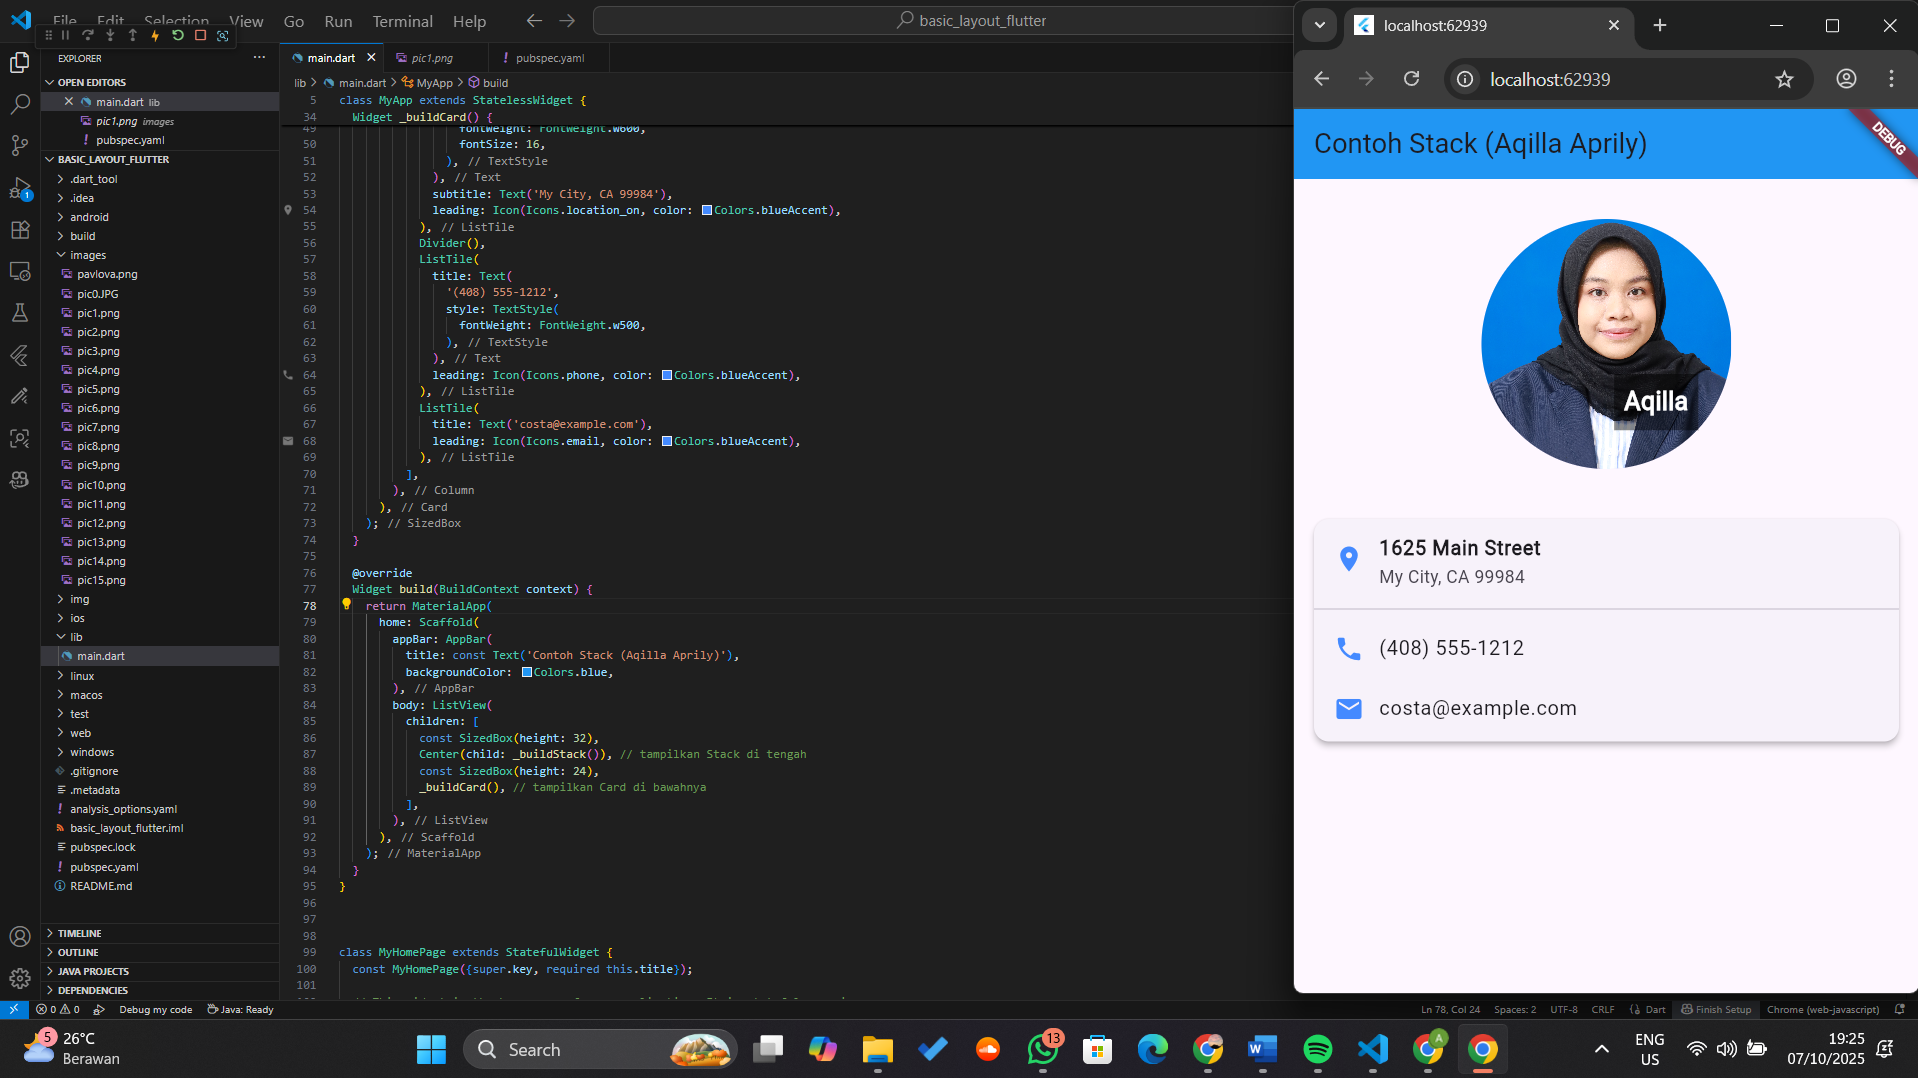 File Edit Selection View Go Run Terminal Help
basic_layout_flutter
EXPLORER
OPEN EDITORS
main.dart lib
pic1.png images
pubspec.yaml
BASIC_LAYOUT_FLUTTER
.dart_tool
.idea
android
build
images
pavlova.png
pic0.JPG
pic1.png
pic2.png
pic3.png
pic4.png
pic5.png
pic6.png
pic7.png
pic8.png
pic9.png
pic10.png
pic11.png
pic12.png
pic13.png
pic14.png
pic15.png
img
ios
lib
main.dart
linux
macos
test
web
windows
.gitignore
.metadata
analysis_options.yaml
basic_layout_flutter.iml
pubspec.lock
pubspec.yaml
README.md
TIMELINE
OUTLINE
JAVA PROJECTS
DEPENDENCIES
main.dart pic1.png pubspec.yaml
lib > main.dart > MyApp > build
5 class MyApp extends StatelessWidget {
34 Widget _buildCard() {
49 fontWeight: FontWeight.w600,
50 fontSize: 16,
51 ), // TextStyle
52 ), // Text
53 subtitle: Text('My City, CA 99984'),
54 leading: Icon(Icons.location_on, color: Colors.blueAccent),
55 ), // ListTile
56 Divider(),
57 ListTile(
58 title: Text(
59 '(408) 555-1212',
60 style: TextStyle(
61 fontWeight: FontWeight.w500,
62 ), // TextStyle
63 ), // Text
64 leading: Icon(Icons.phone, color: Colors.blueAccent),
65 ), // ListTile
66 ListTile(
67 title: Text('costa@example.com'),
68 leading: Icon(Icons.email, color: Colors.blueAccent),
69 ), // ListTile
70 ],
71 ), // Column
72 ), // Card
73 ); // SizedBox
74 }
75
76 @override
77 Widget build(BuildContext context) {
78 return MaterialApp(
79 home: Scaffold(
80 appBar: AppBar(
81 title: const Text('Contoh Stack (Aqilla Aprily)'),
82 backgroundColor: Colors.blue,
83 ), // AppBar
84 body: ListView(
85 children: [
86 const SizedBox(height: 32),
87 Center(child: _buildStack()), // tampilkan Stack di tengah
88 const SizedBox(height: 24),
89 _buildCard(), // tampilkan Card di bawahnya
90 ],
91 ), // ListView
92 ), // Scaffold
93 ); // MaterialApp
94 }
95 }
96
97
98
99 class MyHomePage extends StatefulWidget {
100 const MyHomePage({super.key, required this.title});
101
localhost:62939
localhost:62939
Contoh Stack (Aqilla Aprily)
DEBUG
Aqilla
1625 Main Street
My City, CA 99984
(408) 555-1212
costa@example.com
0 0 Debug my code Java: Ready
Ln 78, Col 24 Spaces: 2 UTF-8 CRLF Dart Finish Setup Chrome (web-javascript)
5
26°C
Berawan
Search
13
A
ENG
US
19:25
07/10/2025